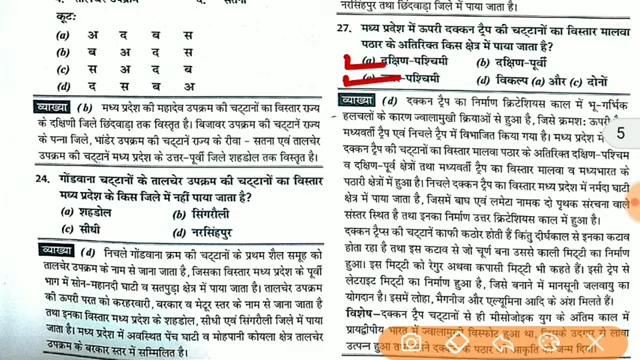 कूटः
(a) अ द ब स
(b) ब अ द स
(c) स अ द ब
(d) द स ब अ
व्याख्या (b) मध्य प्रदेश की महादेव उपक्रम की चट्टानों का विस्तार राज्य
के दक्षिणी जिले छिंदवाड़ा तक विस्तृत है। बिजावर उपक्रम की चट्टानें राज्य
के पन्ना जिले, भांडेर उपक्रम की चट्टानें राज्य के रीवा - सतना एवं तालचेर
उपक्रम की चट्टानें मध्य प्रदेश के उत्तर-पूर्वी जिले शहडोल तक विस्तृत है।
24. गोंडवाना चट्टानों के तालचेर उपक्रम की चट्टानों का विस्तार
मध्य प्रदेश के किस जिले में नहीं पाया जाता है?
(a) शहडोल (b) सिंगरौली
(c) सीधी (d) नरसिंहपुर
व्याख्या (d) निचले गोंडवाना क्रम की चट्टानों के प्रथम शैल समूह को
तालचेर उपक्रम के नाम से जाना जाता है, जिसका विस्तार मध्य प्रदेश के पूर्वी
भाग में सोन-महानदी घाटी व सतपुड़ा क्षेत्र में पाया जाता है। तालचेर उपक्रम
की ऊपरी परत को करहरवारी, बरकार व मेटूर स्तर के नाम से जाना जाता है
तथा इनका विस्तार मध्य प्रदेश के शहडोल, सीधी एवं सिंगरौली जिले में पाया
जाता है। मध्य प्रदेश में अवस्थित पेंच घाटी व मोहपानी कोयला क्षेत्र तालचेर
उपक्रम के बरकार स्तर में सम्मिलित है।
नरसिंहपुर तथा छिंदवाड़ा जिले में पाया जाता है।
27. मध्य प्रदेश में ऊपरी दक्कन ट्रैप की चट्टानों का विस्तार मालवा
पठार के अतिरिक्त किस क्षेत्र में पाया जाता है?
(a) दक्षिण-पश्चिमी (b) दक्षिण-पूर्वी
-पश्चिमी (d) विकल्प (a) और (c) दोनों
व्याख्या (d) दक्कन ट्रैप का निर्माण क्रिटेशियस काल में भू-गर्भिक
हलचलों के कारण ज्वालामुखी क्रियाओं से हुआ है, जिसे क्रमशः ऊपरी
मध्यवर्ती ट्रैप एवं निचले ट्रैप में विभाजित किया गया है। मध्य प्रदेश में
दक्कन ट्रैप की चट्टानों का विस्तार मालवा पठार के अतिरिक्त दक्षिण-पश्चिम
व दक्षिण-पूर्व क्षेत्रों तथा मध्यवर्ती ट्रैप का विस्तार मालवा व मध्यभारत के
पठारी क्षेत्रों में हुआ है। निचले दक्कन ट्रैप का विस्तार मध्य प्रदेश में नर्मदा घाटी
क्षेत्र में पाया जाता है, जिसमें बाघ एवं लमेटा नामक दो पृथक संरचना वाले
संस्तर स्थित है तथा इनका निर्माण उत्तर क्रिटेशियस काल में हुआ है।
दक्कन ट्रैप्स की चट्टानें काफी कठोर होती हैं किंतु दीर्घकाल से इनका कटाव
होता रहा है तथा इस कटाव से जो चूर्ण बना उससे काली मिट्टी का निर्माण
हुआ। इस मिट्टी को रेगुर अथवा कपासी मिट्टी भी कहते हैं। इसी ट्रेप से
लेटराइट मिट्टी का निर्माण हुआ है, जिसे बनाने में मानसूनी जलवायु का
योगदान है। इसमें लोहा, मैगनीज और एल्यूमिना आदि के अंश मिलते हैं।
विशेष-दक्कन ट्रैप चट्टानों से ही मीसोजोइक युग के अंतिम काल में
प्रायद्वीपीय भारत में ज्वालामुखी विस्फोट हुआ था, जिसके उदगर से लावा
उत्पन्न हुआ
5